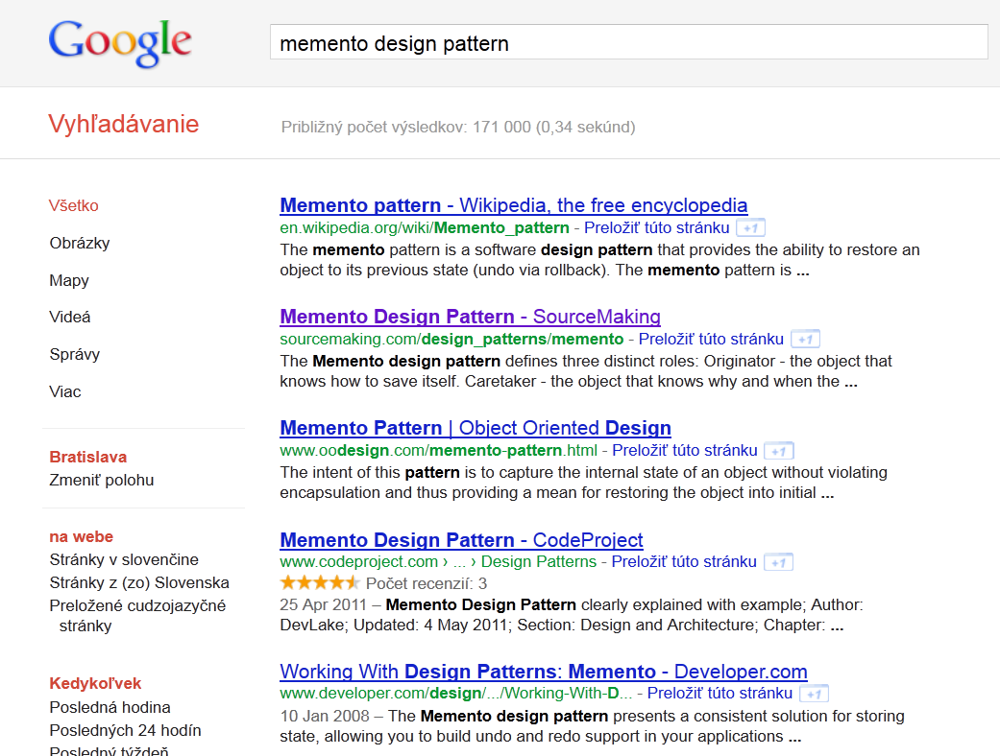 Google
memento design pattern
Vyhľadávanie
Približný počet výsledkov: 171 000 (0,34 sekúnd)
Všetko
Obrázky
Mapy
Videá
Správy
Viac
Bratislava
Zmeniť polohu
na webe
Stránky v slovenčine
Stránky z (zo) Slovenska
Preložené cudzojazyčné
stránky
Kedykoľvek
Posledná hodina
Posledných 24 hodín
Posledný týždeň
Memento pattern - Wikipedia, the free encyclopedia
en.wikipedia.org/wiki/Memento_pattern - Preložiť túto stránku +1
The memento pattern is a software design pattern that provides the ability to restore an
object to its previous state (undo via rollback). The memento pattern is ...
Memento Design Pattern - SourceMaking
sourcemaking.com/design_patterns/memento - Preložiť túto stránku +1
The Memento design pattern defines three distinct roles: Originator - the object that
knows how to save itself. Caretaker - the object that knows why and when the ...
Memento Pattern | Object Oriented Design
www.oodesign.com/memento-pattern.html - Preložiť túto stránku +1
The intent of this pattern is to capture the internal state of an object without violating
encapsulation and thus providing a mean for restoring the object into initial ...
Memento Design Pattern - CodeProject
www.codeproject.com › ... › Design Patterns - Preložiť túto stránku +1
Počet recenzií: 3
25 Apr 2011 – Memento Design Pattern clearly explained with example; Author:
DevLake; Updated: 4 May 2011; Section: Design and Architecture; Chapter: ...
Working With Design Patterns: Memento - Developer.com
www.developer.com/design/.../Working-With-D... - Preložiť túto stránku +1
10 Jan 2008 – The Memento design pattern presents a consistent solution for storing
state, allowing you to build undo and redo support in your applications ...